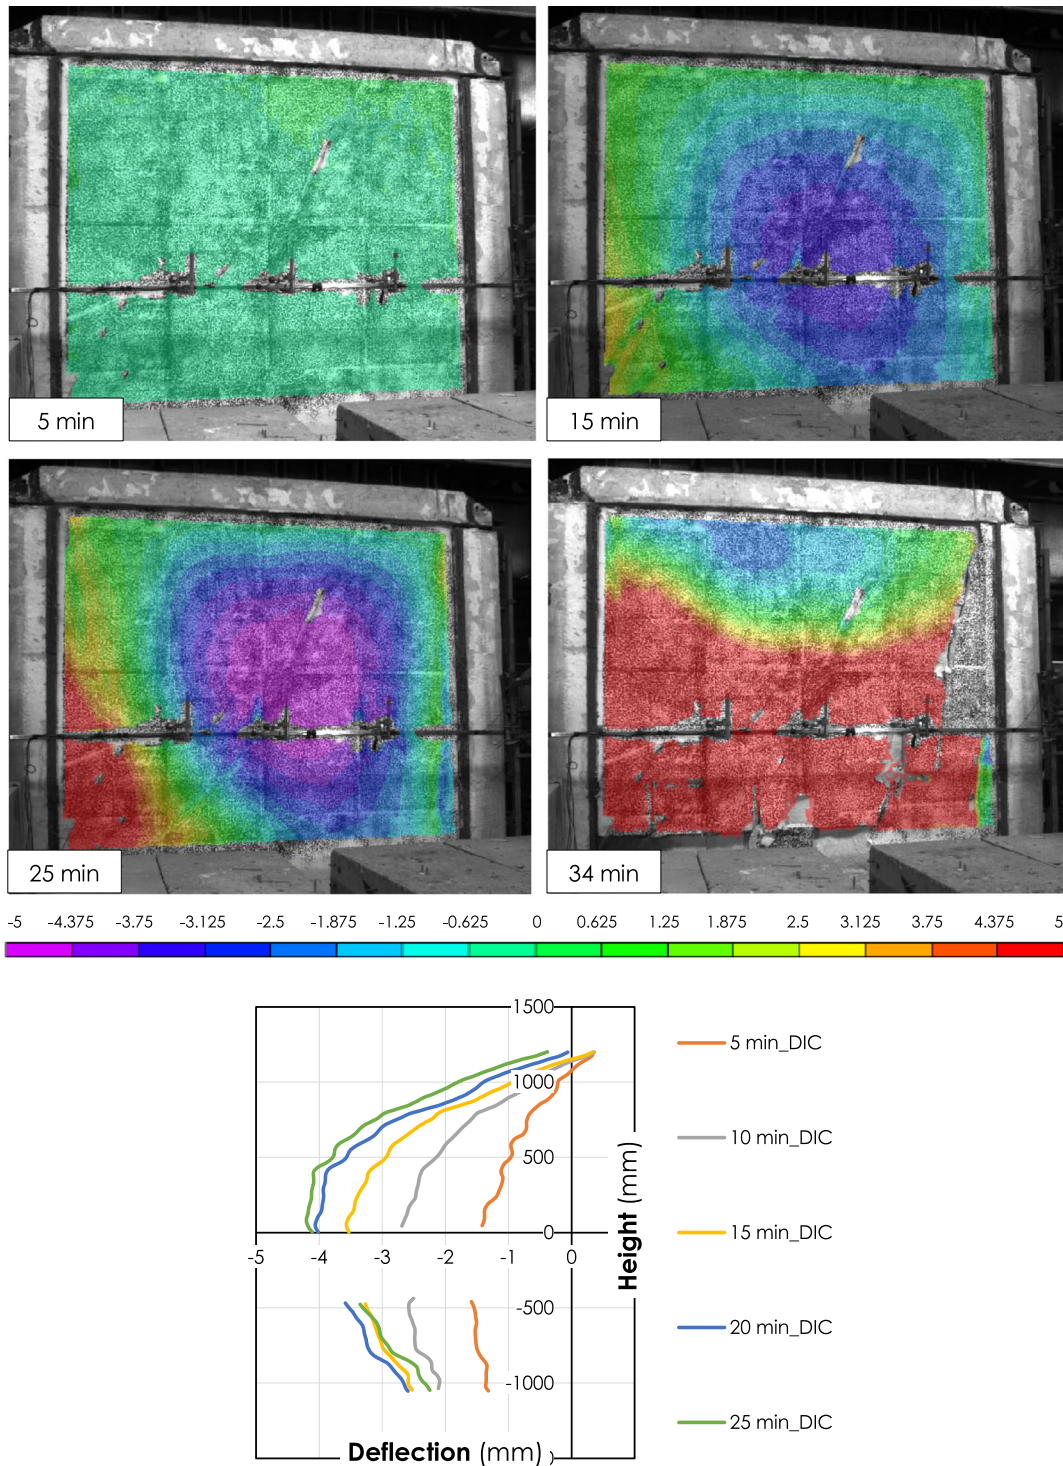 5 min
15 min
25 min
34 min
-5 -4.375 -3.75 -3.125 -2.5 -1.875 -1.25 -0.625 0 0.625 1.25 1.875 2.5 3.125 3.75 4.375 5
1500
1000
500
0
-5 -4 -3 -2 -1 0
-500
-1000
Height (mm)
Deflection (mm)
5 min_DIC
10 min_DIC
15 min_DIC
20 min_DIC
25 min_DIC